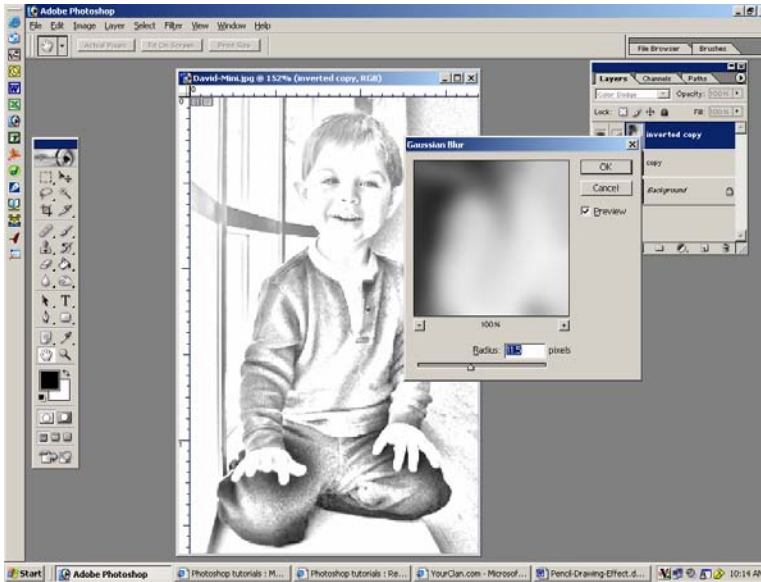 Adobe Photoshop
File Edit Image Layer Select Filter View Window Help
Actual Pixels Fit On Screen Print Size
File Browser Brushes
David-Mini.jpg @ 152% (inverted copy, RGB)
Layers Channels Paths
Color Dodge Opacity: 100%
Lock: Fill 100%
inverted copy
copy
Background
Gaussian Blur
OK
Cancel
Preview
100%
Radius: pixels
Start Adobe Photoshop Photoshop tutorials : M... Photoshop tutorials : Re... YourClan.com - Microsof... Pencil-Drawing-Effect.d... 10:14 AM